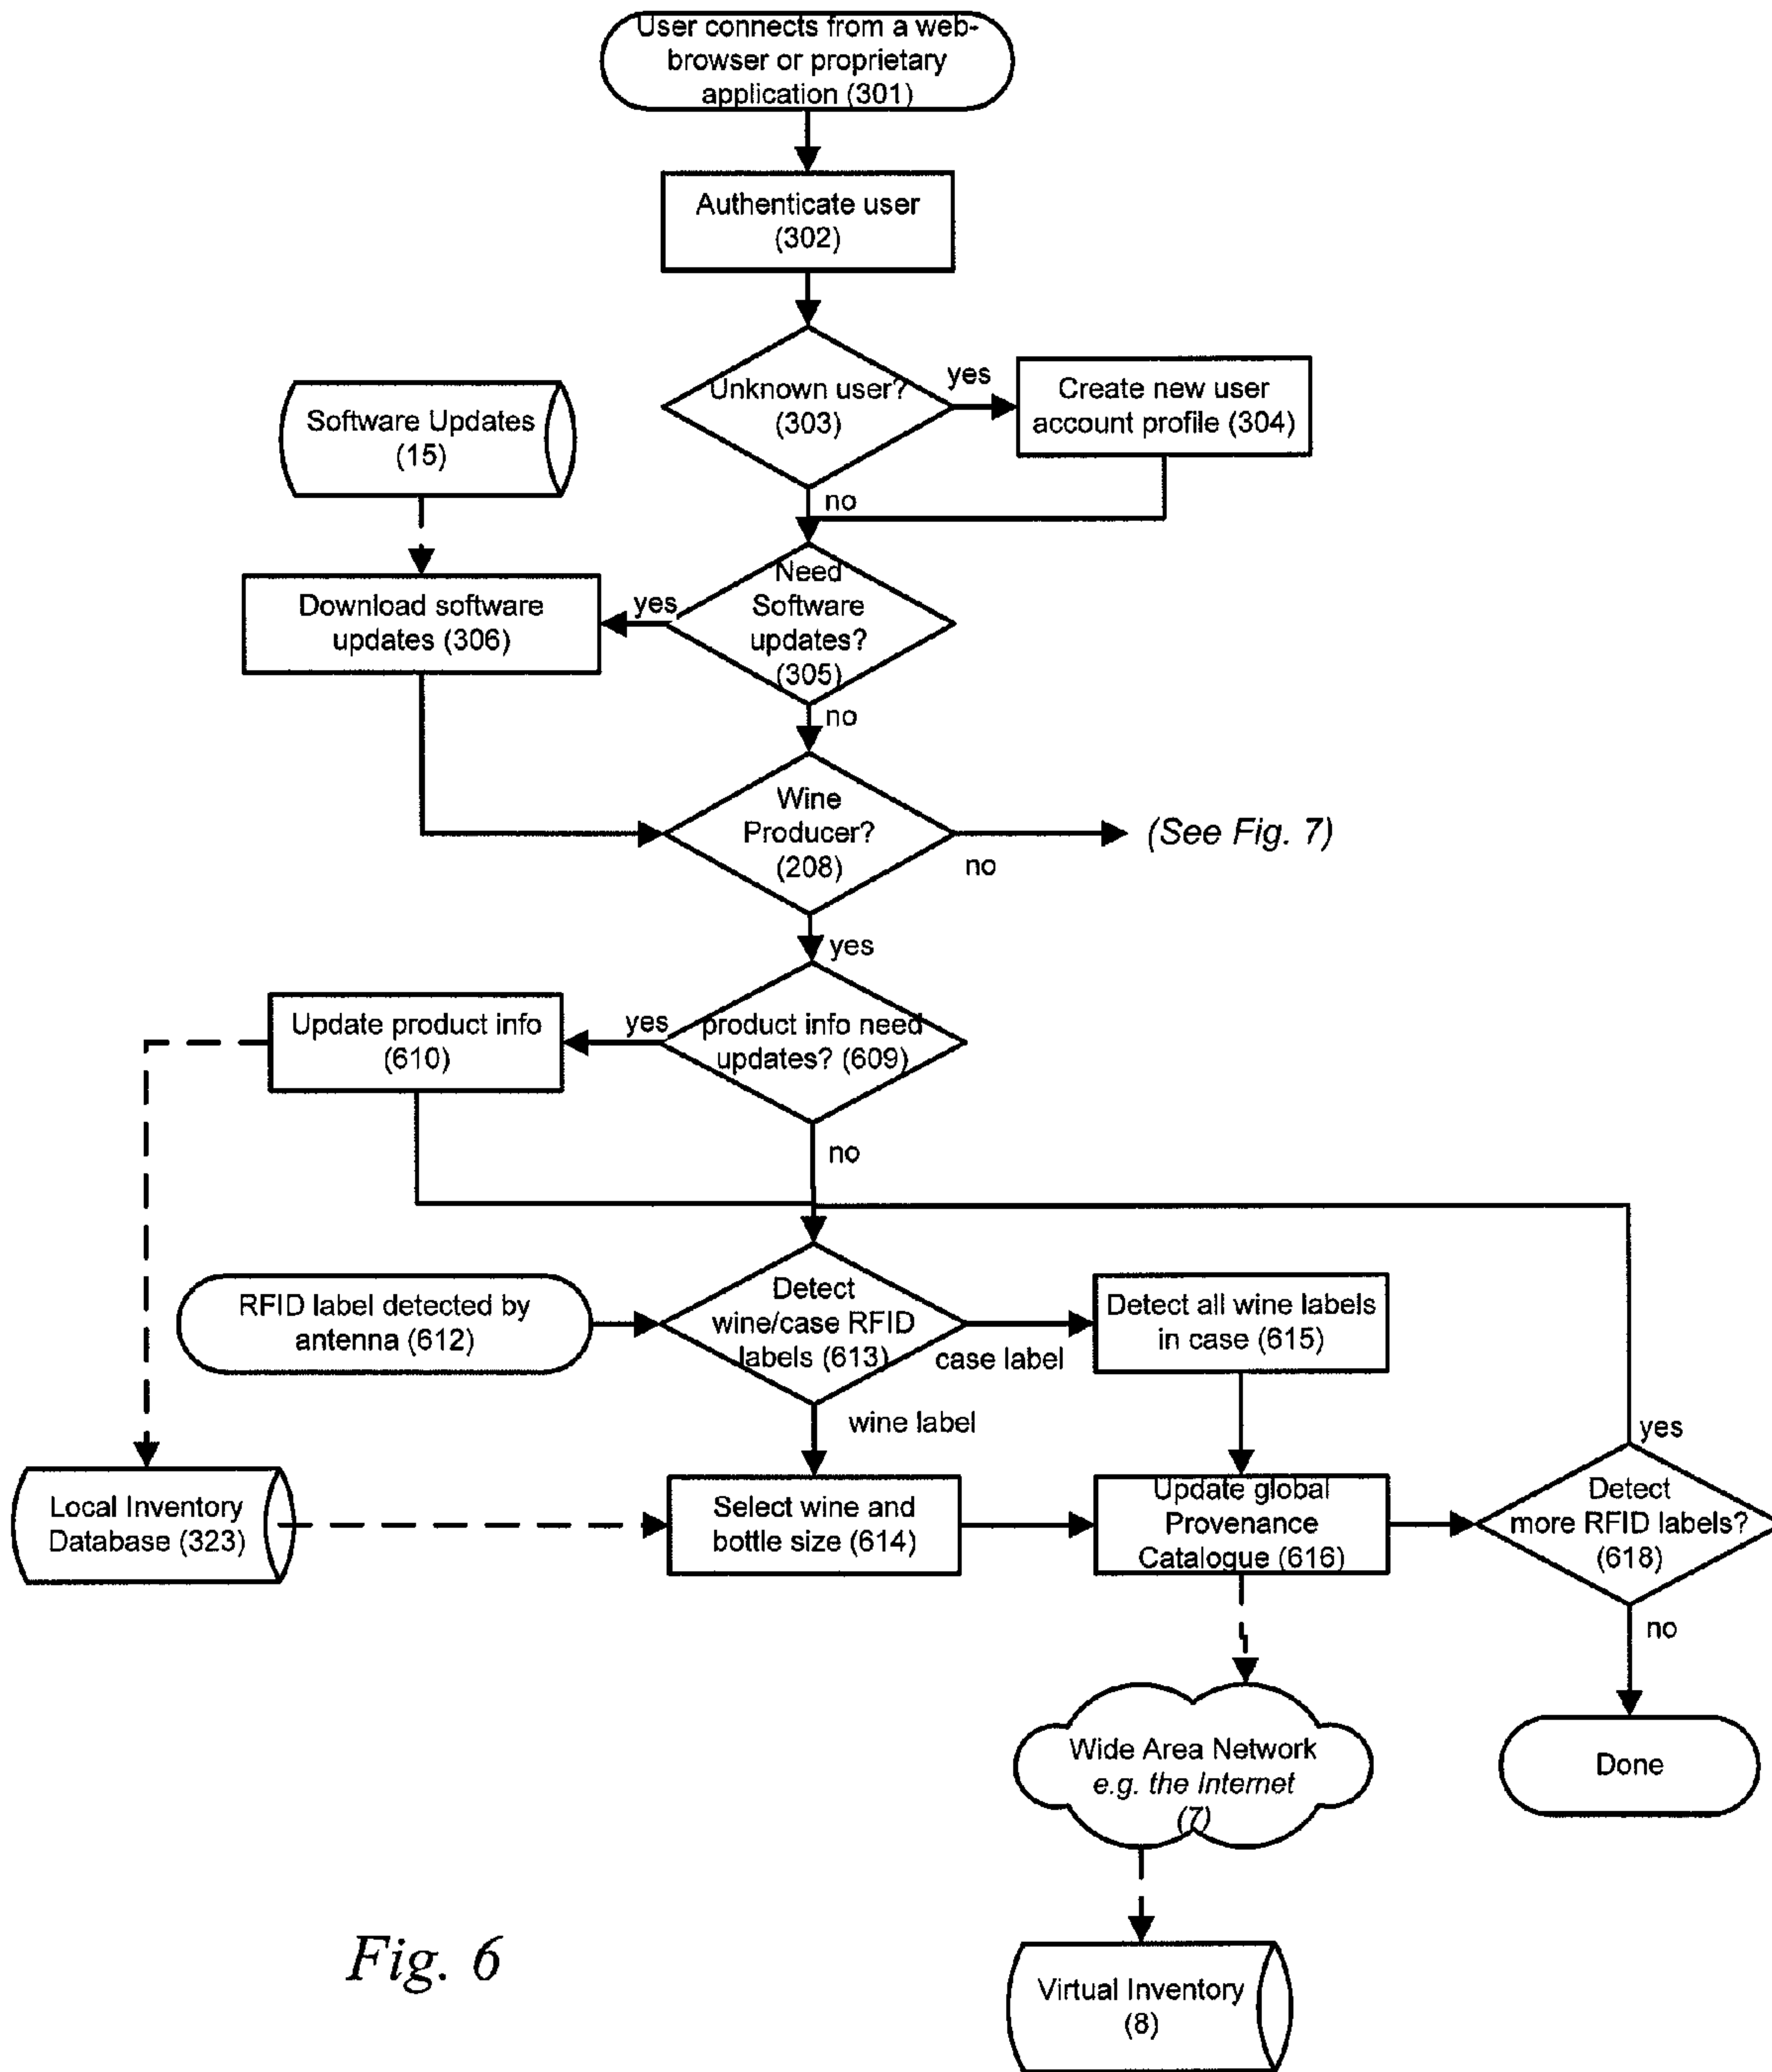 User connects from a web-
browser or proprietary
application (301)
Authenticate user
(302)
Unknown user?
(303)
yes
Create new user
account profile (304)
no
Software Updates
(15)
Need
Software
updates?
(305)
yes
Download software
updates (306)
no
Wine
Producer?
(208)
no
(See Fig. 7)
yes
product info need
updates? (609)
yes
Update product info
(610)
no
RFID label detected by
antenna (612)
Detect
wine/case RFID
labels (613)
case label
Detect all wine labels
in case (615)
wine label
yes
Local Inventory
Database (323)
Select wine and
bottle size (614)
Update global
Provenance
Catalogue (616)
Detect
more RFID labels?
(618)
no
Wide Area Network
e.g. the Internet
(7)
Done
Virtual Inventory
(8)
Fig. 6